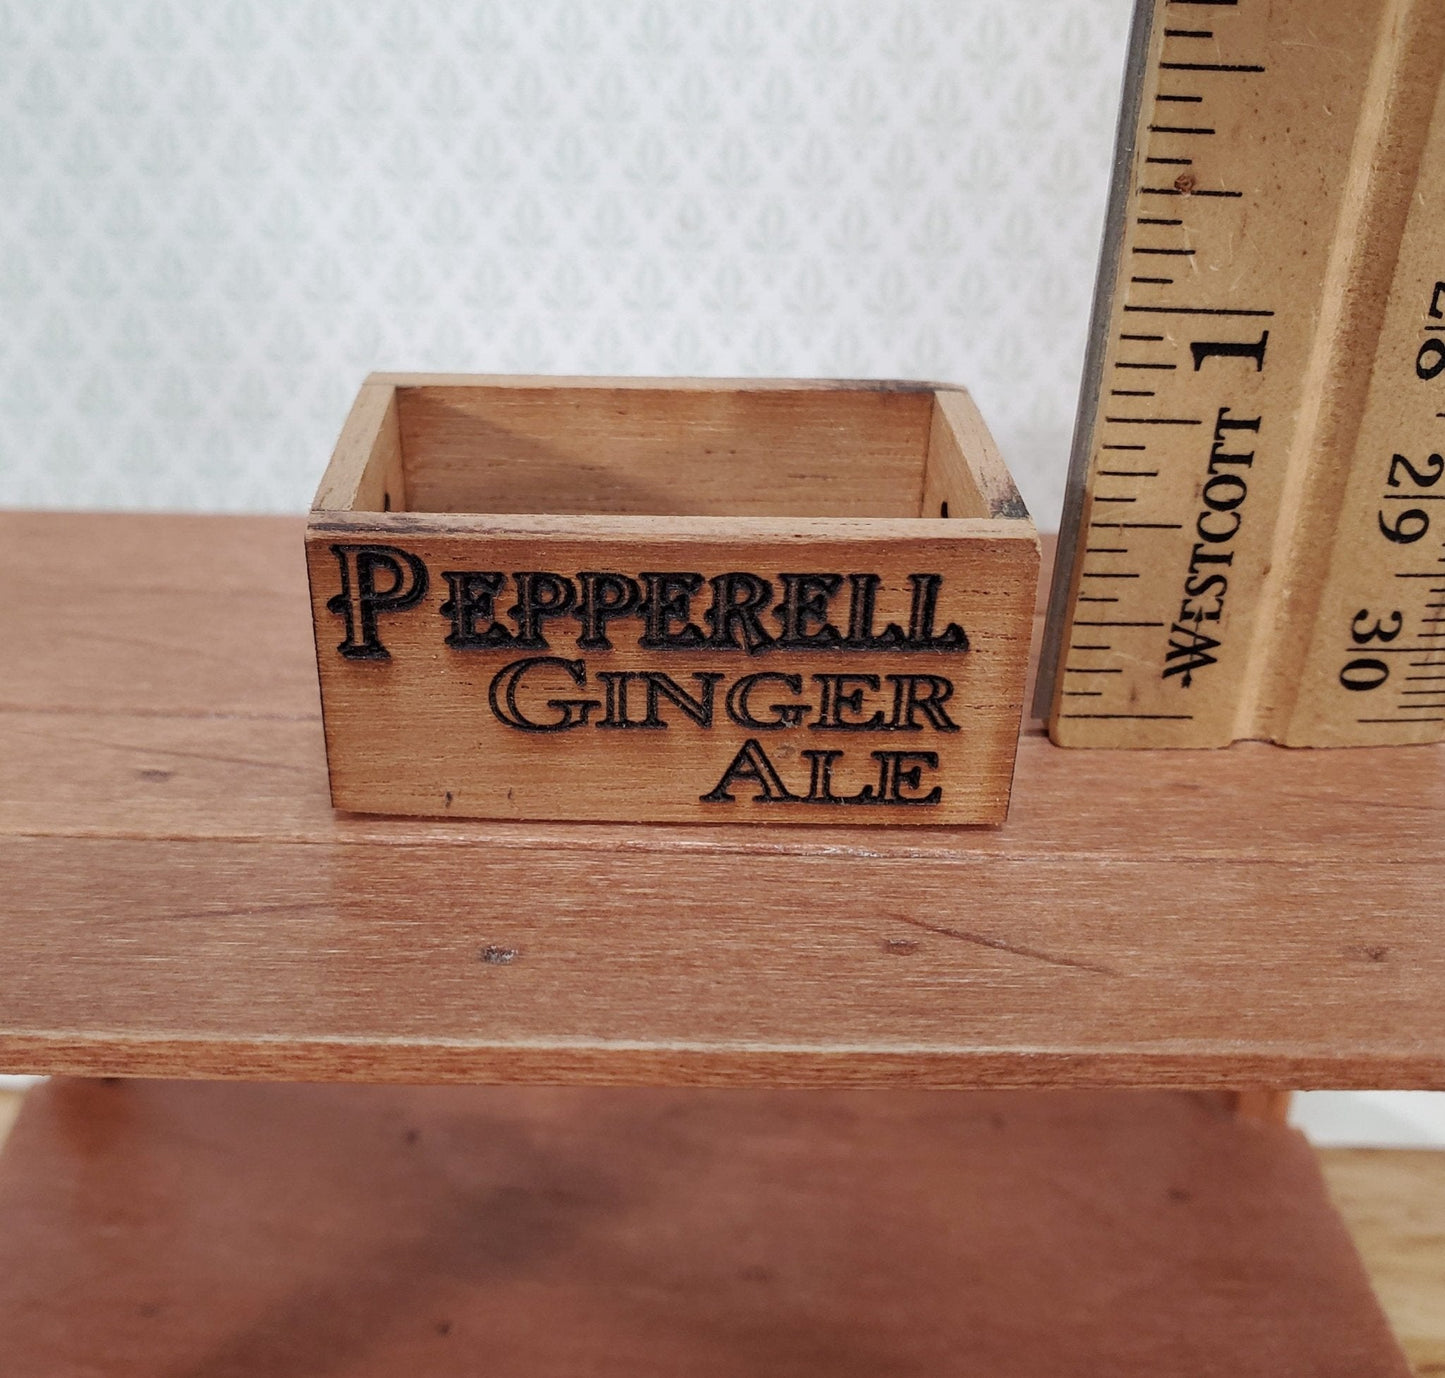 PEPPERELL
GINGER
ALE
1
WESTCOTT
28
29
30